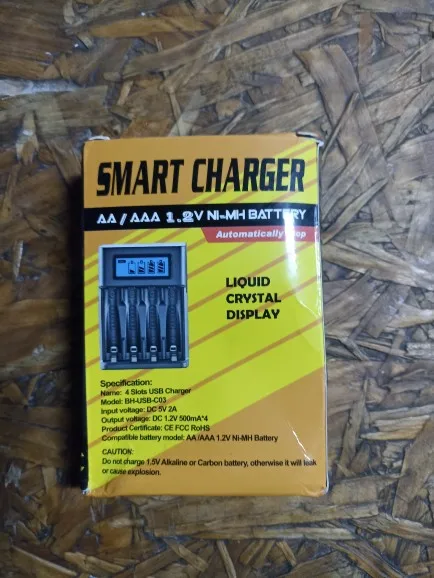 SMART CHARGER
AA / AAA 1.2V NI-MH BATTERY
Automatically Stop
LIQUID
CRYSTAL
DISPLAY
Specification:
Name: 4 Slots USB Charger
Model: BH-USB-C03
Input voltage: DC 5V 2A
Output voltage: DC 1.2V 500mA*4
Product Certificate: CE FCC RoHS
Compatible battery model: AA /AAA 1.2V Ni-MH Battery
CAUTION:
Do not charge 1.5V Alkaline or Carbon battery, otherwise it will leak
or cause explosion.